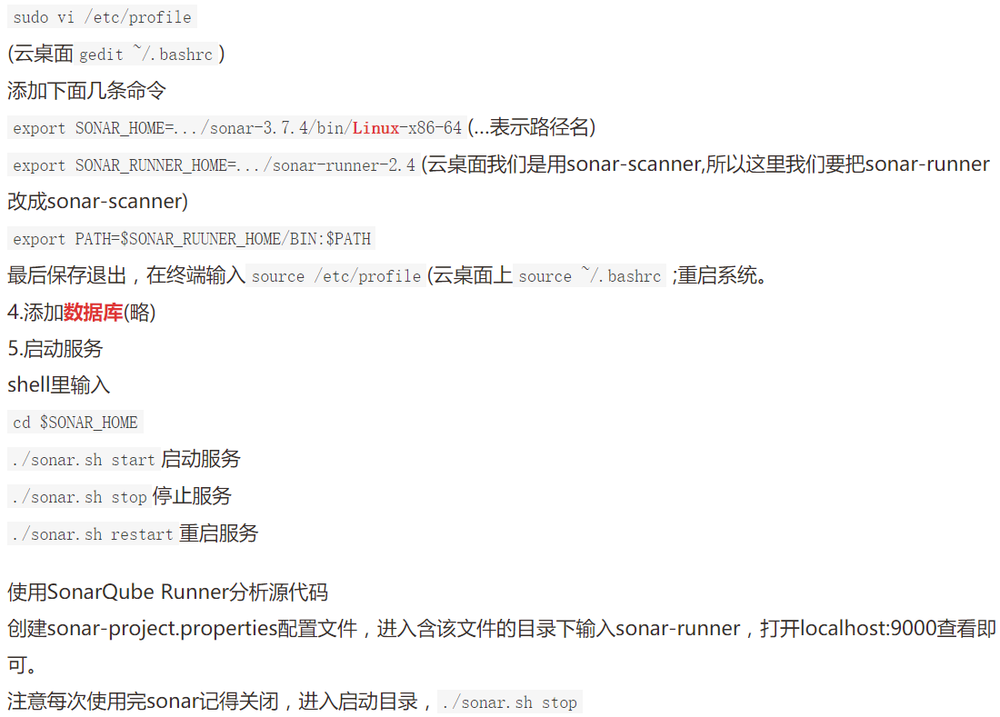 sudo vi /etc/profile
(云桌面 gedit ~/.bashrc )
添加下面几条命令
export SONAR_HOME=.../sonar-3.7.4/bin/Linux-x86-64 (...表示路径名)
export SONAR_RUNNER_HOME=.../sonar-runner-2.4 (云桌面我们是用sonar-scanner,所以这里我们要把sonar-runner
改成sonar-scanner)
export PATH=$SONAR_RUUNER_HOME/BIN:$PATH
最后保存退出，在终端输入 source /etc/profile (云桌面上 source ~/.bashrc ;重启系统。
4.添加数据库(略)
5.启动服务
shell里输入
cd $SONAR_HOME
./sonar.sh start 启动服务
./sonar.sh stop 停止服务
./sonar.sh restart 重启服务
使用SonarQube Runner分析源代码
创建sonar-project.properties配置文件，进入含该文件的目录下输入sonar-runner，打开localhost:9000查看即
可。
注意每次使用完sonar记得关闭，进入启动目录， ./sonar.sh stop